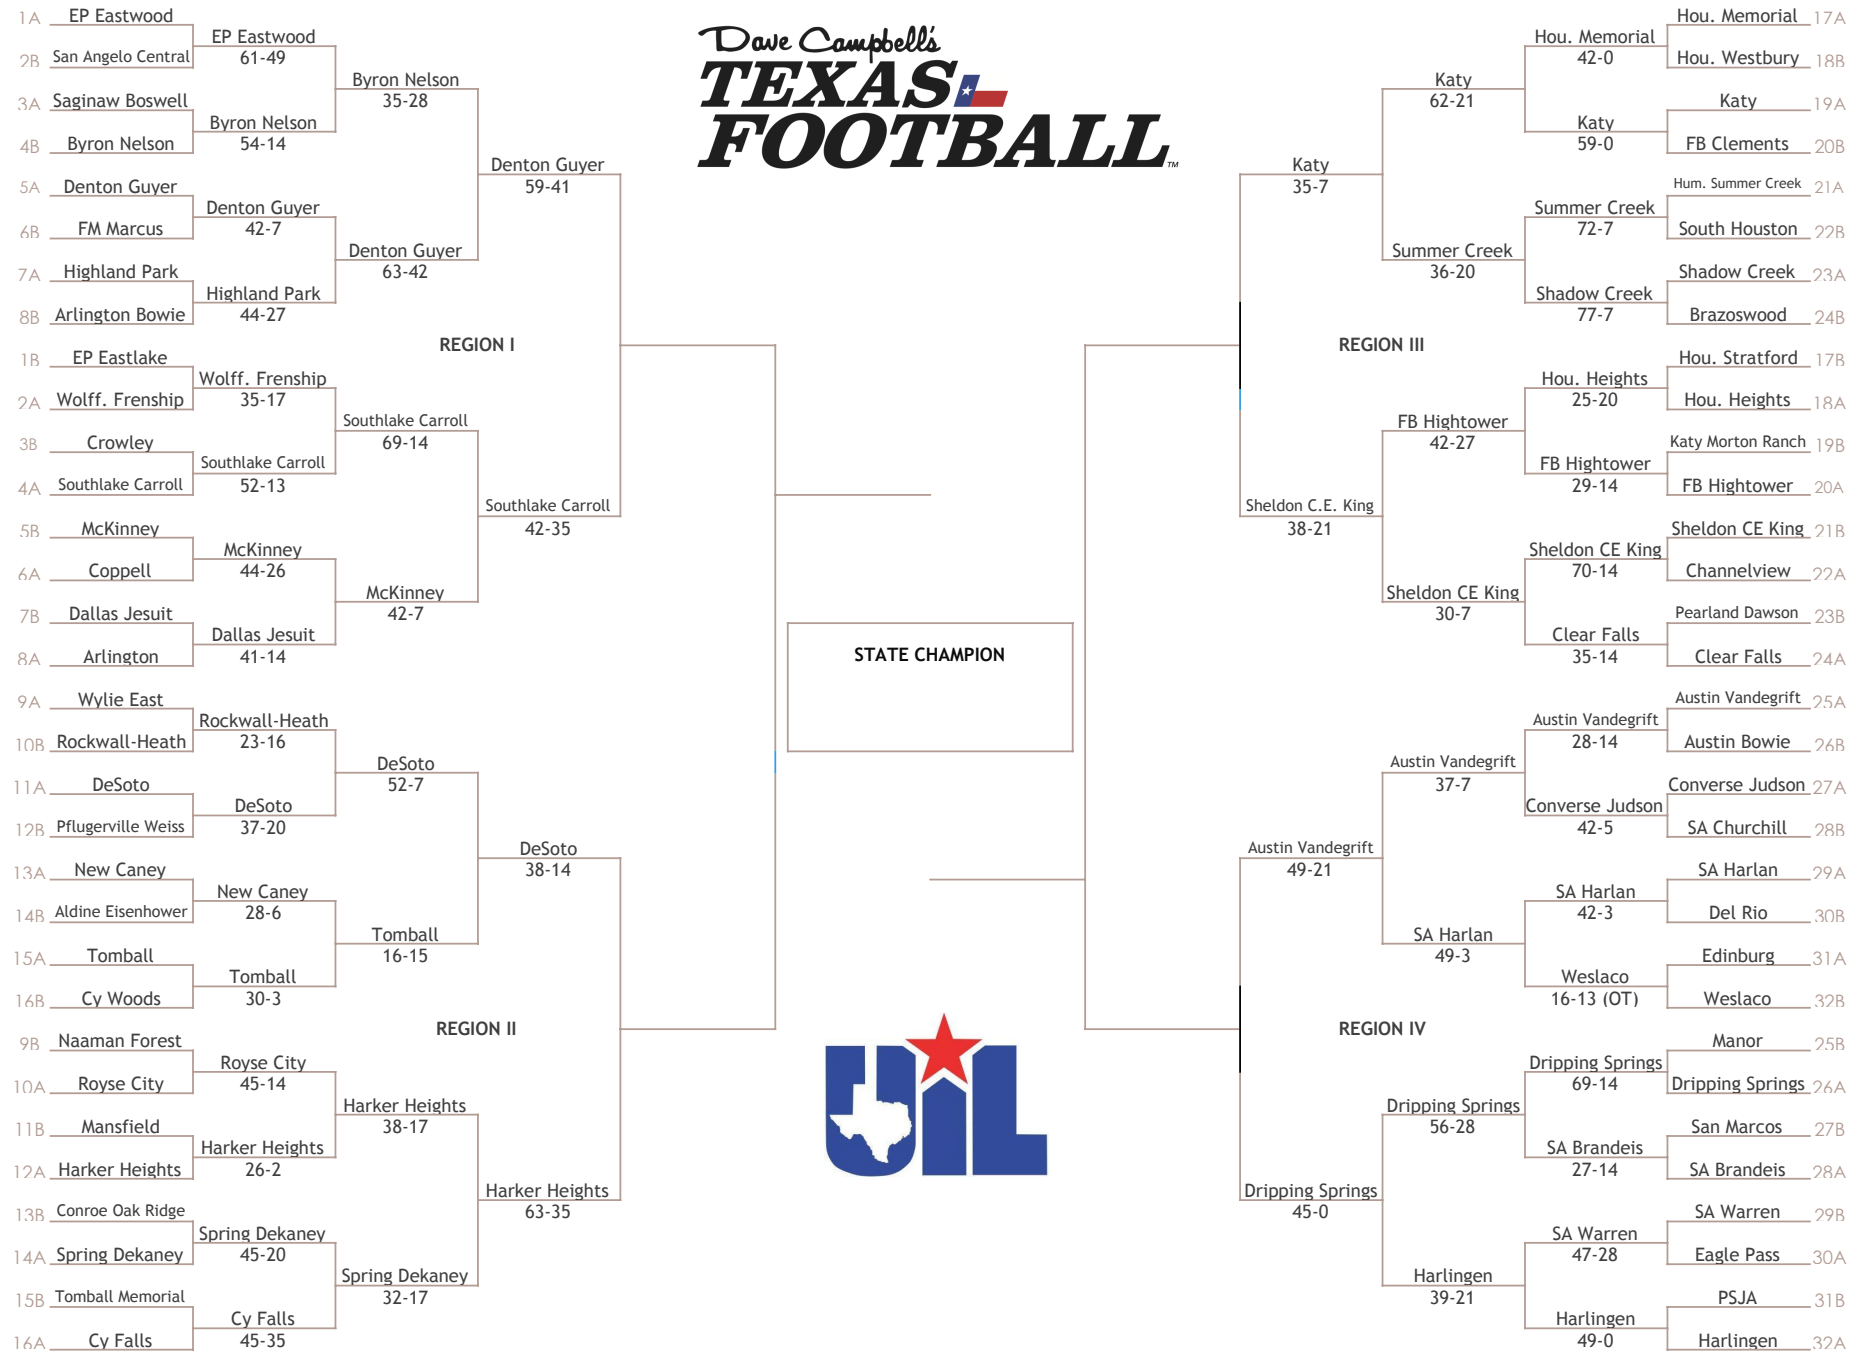 Dave Campbell's
TEXAS
FOOTBALL™
1A EP Eastwood
2B San Angelo Central
3A Saginaw Boswell
4B Byron Nelson
5A Denton Guyer
6B FM Marcus
7A Highland Park
8B Arlington Bowie
1B EP Eastlake
2A Wolff. Frenship
3B Crowley
4A Southlake Carroll
5B McKinney
6A Coppell
7B Dallas Jesuit
8A Arlington
9A Wylie East
10B Rockwall-Heath
11A DeSoto
12B Pflugerville Weiss
13A New Caney
14B Aldine Eisenhower
15A Tomball
16B Cy Woods
9B Naaman Forest
10A Royse City
11B Mansfield
12A Harker Heights
13B Conroe Oak Ridge
14A Spring Dekaney
15B Tomball Memorial
16A Cy Falls
EP Eastwood
61-49
Byron Nelson
54-14
Denton Guyer
42-7
Highland Park
44-27
Wolff. Frenship
35-17
Southlake Carroll
52-13
McKinney
44-26
Dallas Jesuit
41-14
Rockwall-Heath
23-16
DeSoto
37-20
New Caney
28-6
Tomball
30-3
Royse City
45-14
Harker Heights
26-2
Spring Dekaney
45-20
Cy Falls
45-35
Byron Nelson
35-28
Denton Guyer
63-42
Southlake Carroll
69-14
McKinney
42-7
DeSoto
52-7
Tomball
16-15
Harker Heights
38-17
Spring Dekaney
32-17
Denton Guyer
59-41
REGION I
Southlake Carroll
42-35
DeSoto
38-14
REGION II
Harker Heights
63-35
STATE CHAMPION
UIL
Katy
35-7
REGION III
Sheldon C.E. King
38-21
Austin Vandegrift
49-21
REGION IV
Dripping Springs
45-0
Katy
62-21
Summer Creek
36-20
FB Hightower
42-27
Sheldon CE King
30-7
Austin Vandegrift
37-7
SA Harlan
49-3
Dripping Springs
56-28
Harlingen
39-21
Hou. Memorial
42-0
Katy
59-0
Summer Creek
72-7
Shadow Creek
77-7
Hou. Heights
25-20
FB Hightower
29-14
Sheldon CE King
70-14
Clear Falls
35-14
Austin Vandegrift
28-14
Converse Judson
42-5
SA Harlan
42-3
Weslaco
16-13 (OT)
Dripping Springs
69-14
SA Brandeis
27-14
SA Warren
47-28
Harlingen
49-0
Hou. Memorial 17A
Hou. Westbury 18B
Katy 19A
FB Clements 20B
Hum. Summer Creek 21A
South Houston 22B
Shadow Creek 23A
Brazoswood 24B
Hou. Stratford 17B
Hou. Heights 18A
Katy Morton Ranch 19B
FB Hightower 20A
Sheldon CE King 21B
Channelview 22A
Pearland Dawson 23B
Clear Falls 24A
Austin Vandegrift 25A
Austin Bowie 26B
Converse Judson 27A
SA Churchill 28B
SA Harlan 29A
Del Rio 30B
Edinburg 31A
Weslaco 32B
Manor 25B
Dripping Springs 26A
San Marcos 27B
SA Brandeis 28A
SA Warren 29B
Eagle Pass 30A
PSJA 31B
Harlingen 32A